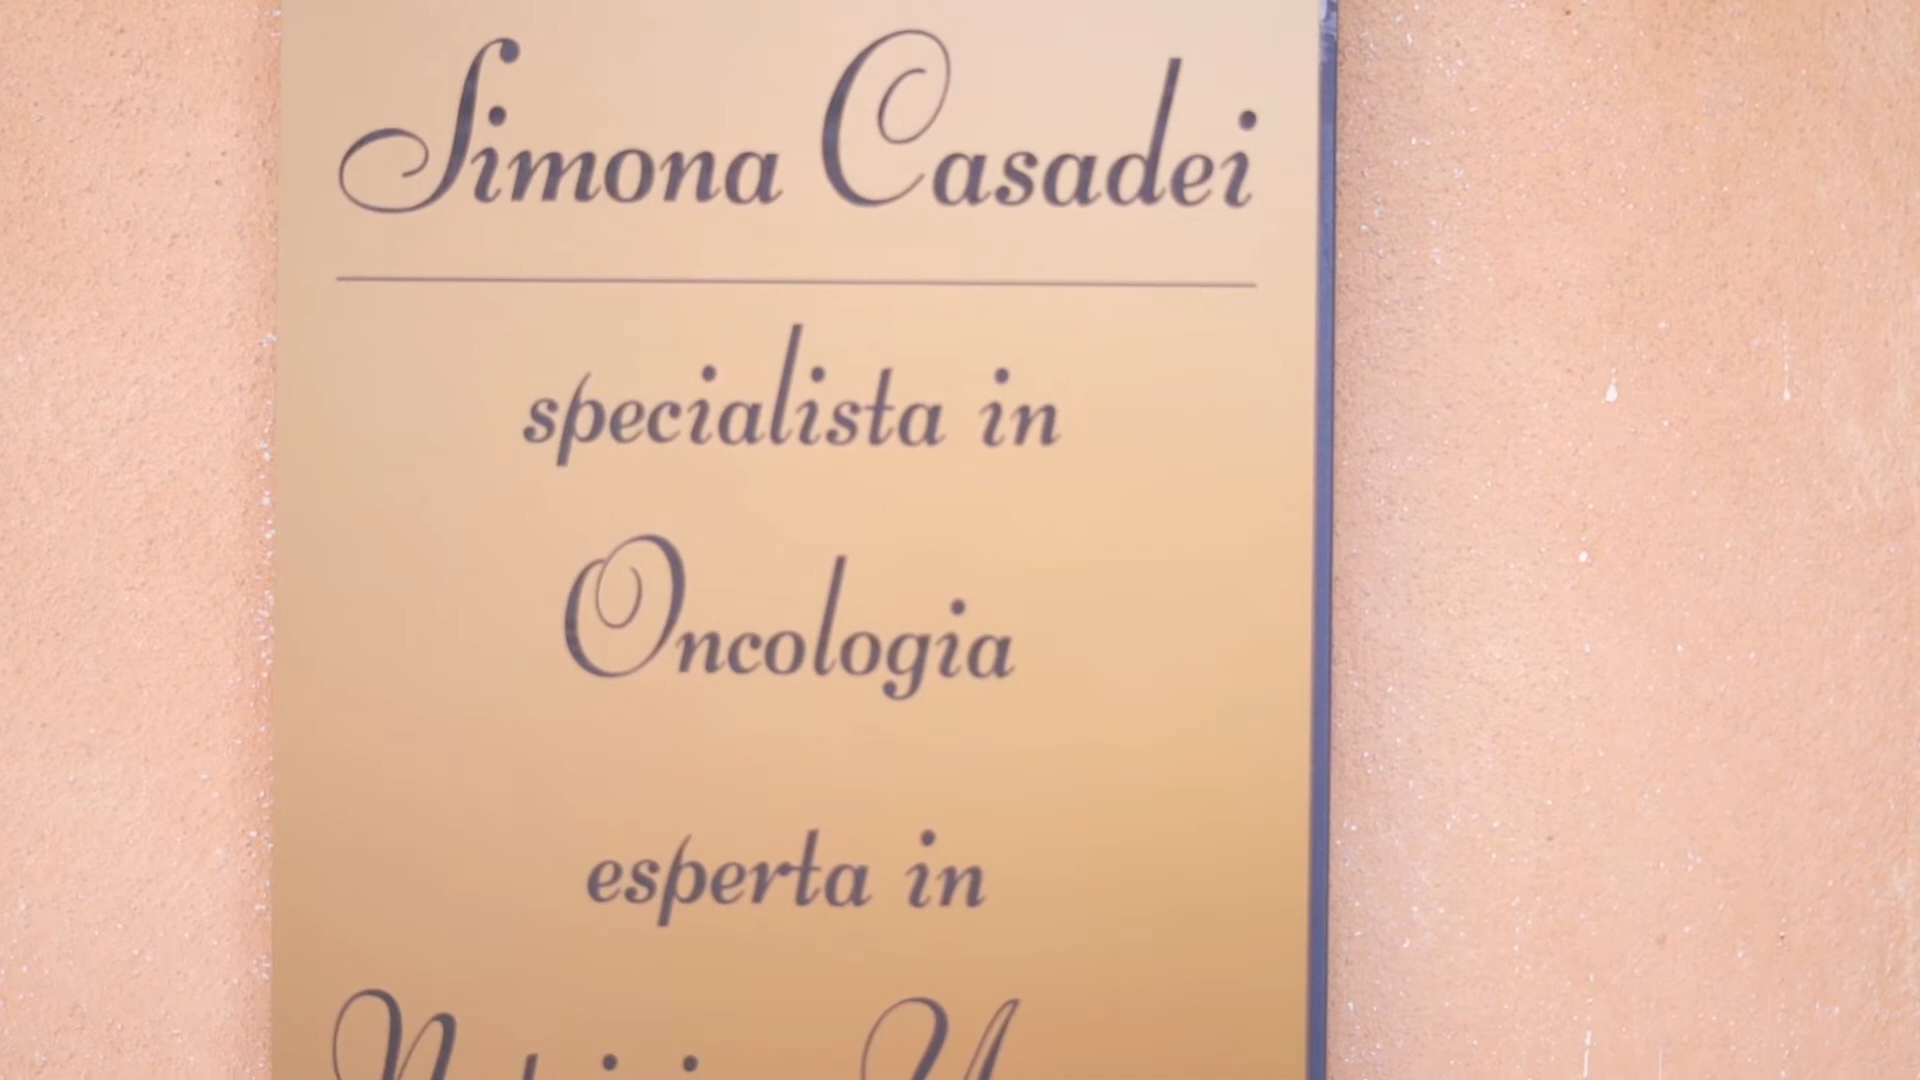 Simona Casadei
specialista in
Oncologia
esperta in